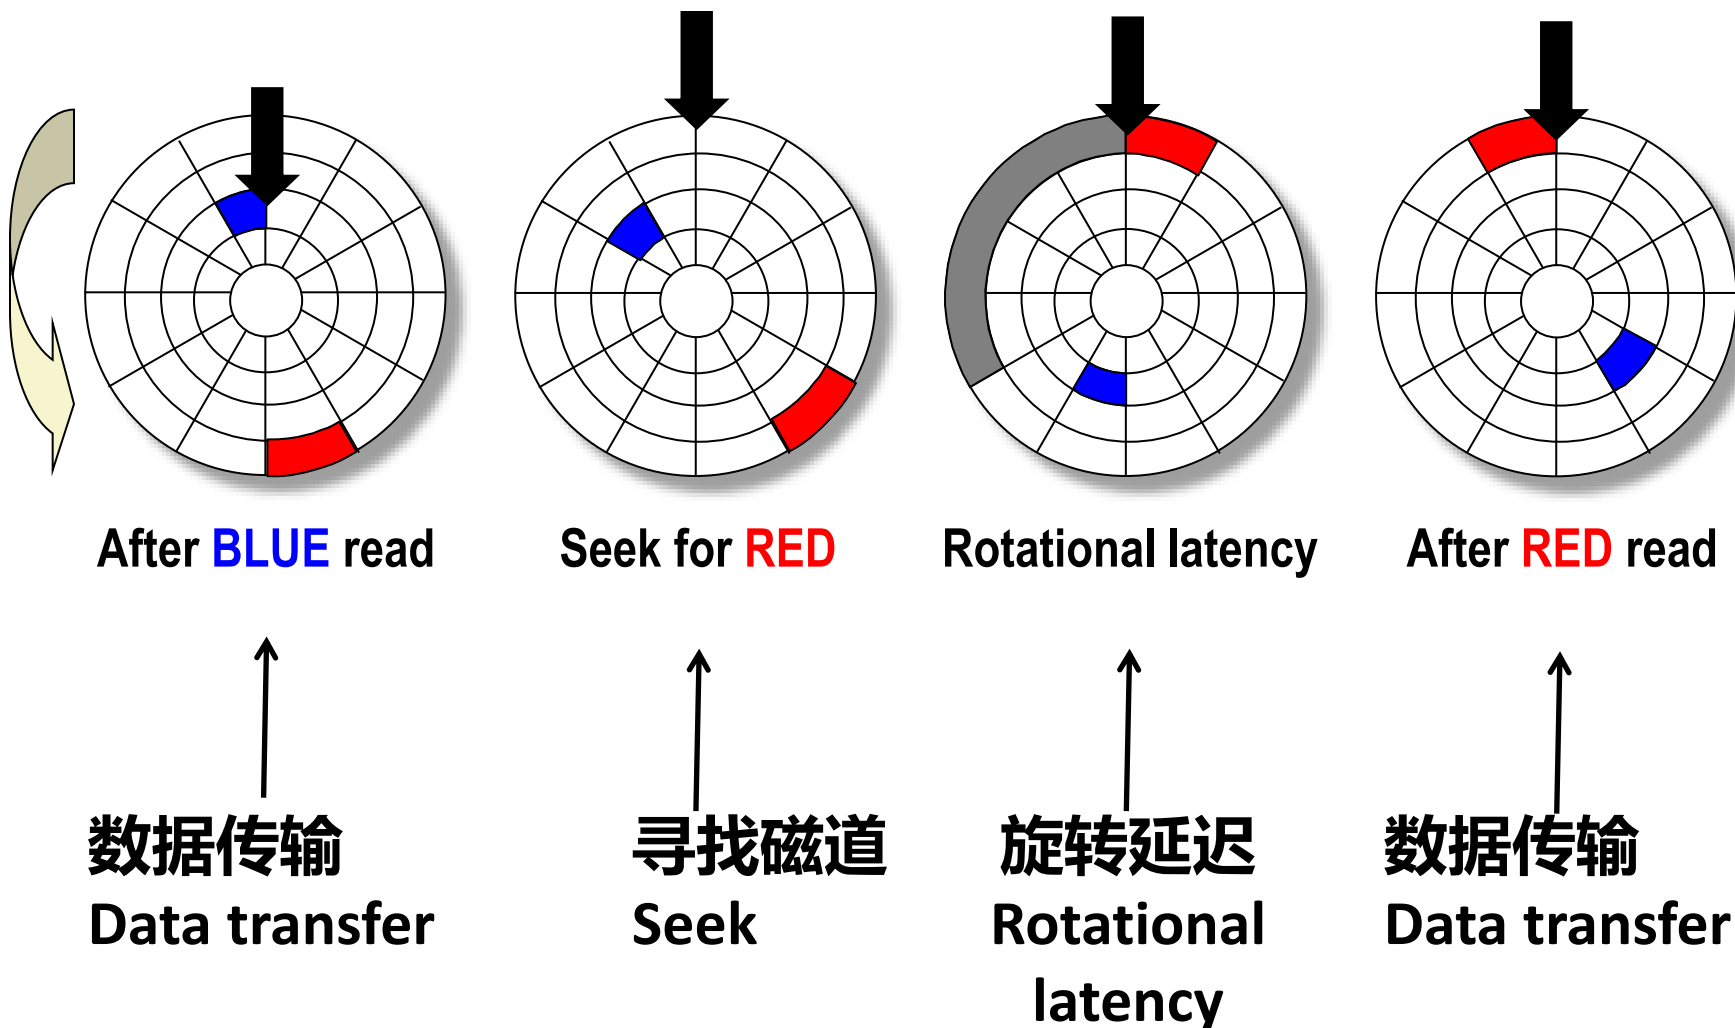 After BLUE read
Seek for RED
Rotational latency
After RED read
数据传输
Data transfer
寻找磁道
Seek
旋转延迟
Rotational
latency
数据传输
Data transfer